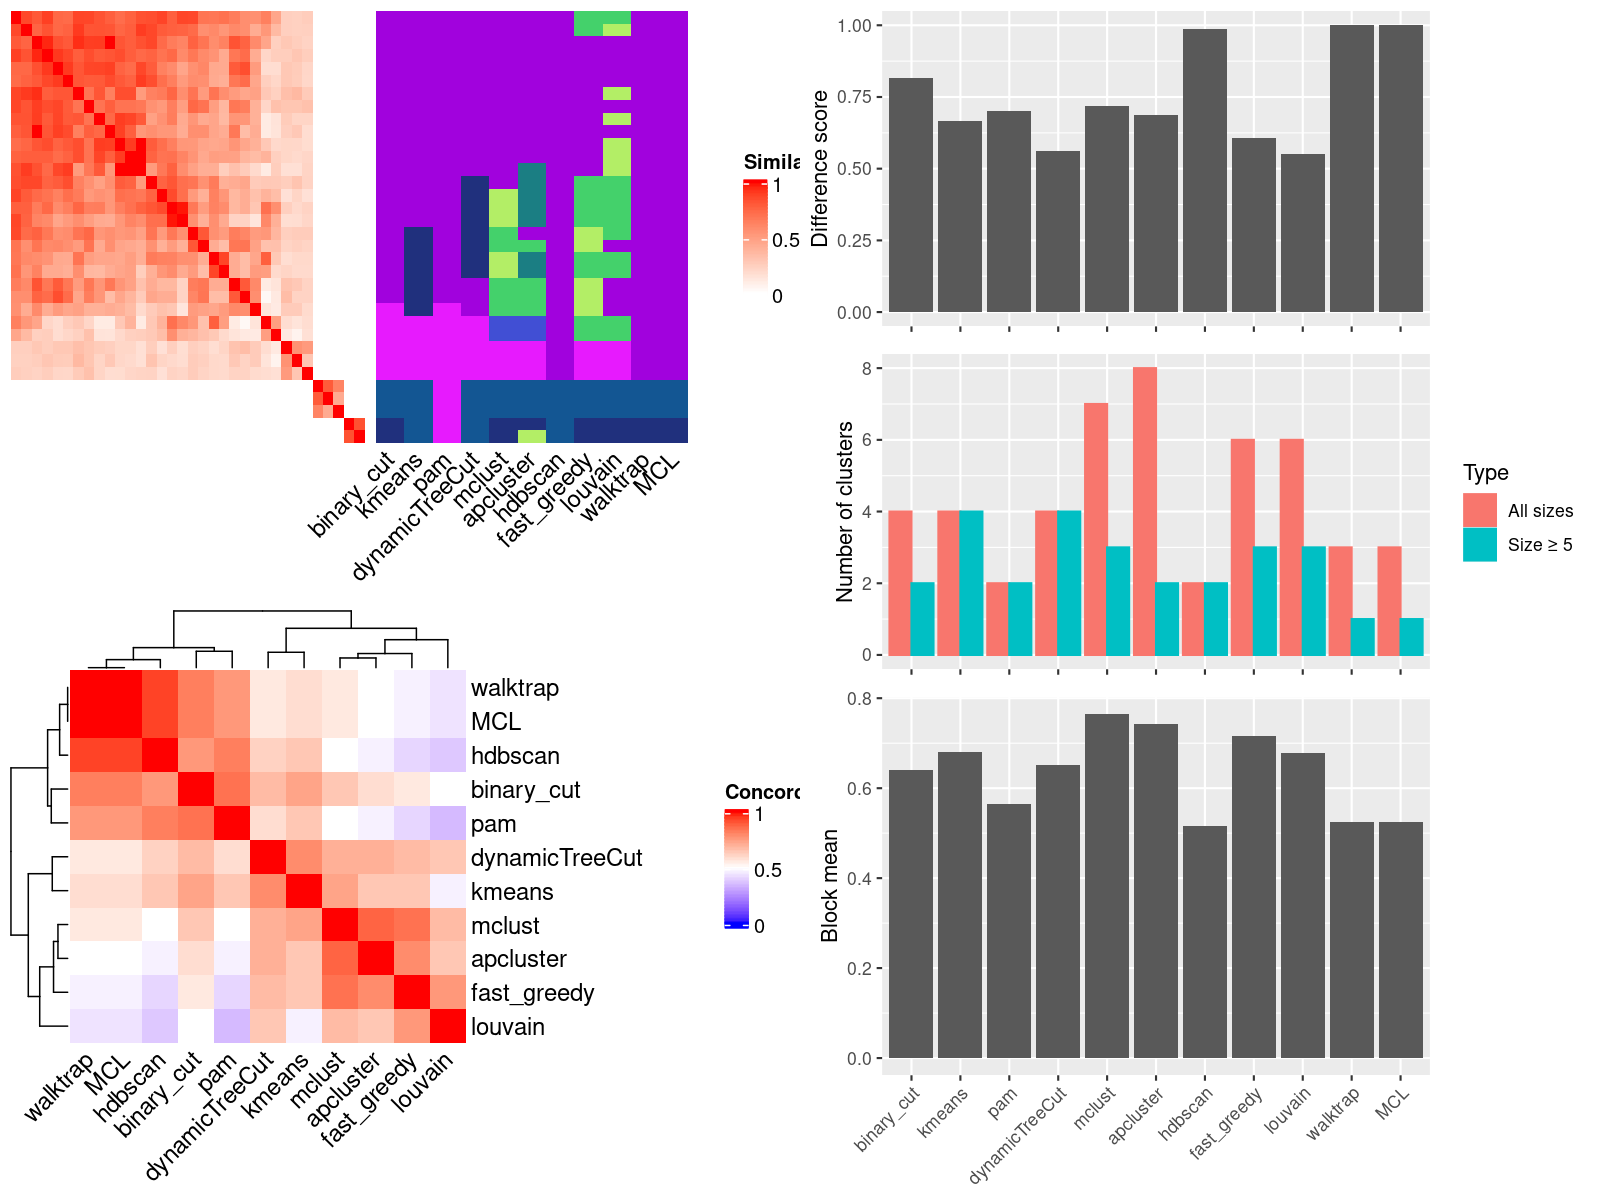 Simila
1
0.5
0
binary_cut
kmeans
pam
dynamicTreeCut
mclust
apcluster
hdbscan
fast_greedy
louvain
walktrap
MCL
Difference score
1.00
0.75
0.50
0.25
0.00
Number of clusters
8
6
4
2
0
Type
All sizes
Size ≥ 5
walktrap
MCL
hdbscan
binary_cut
pam
dynamicTreeCut
kmeans
mclust
apcluster
fast_greedy
louvain
walktrap
MCL
hdbscan
binary_cut
pam
dynamicTreeCut
kmeans
mclust
apcluster
fast_greedy
louvain
Concord
1
0.5
0
Block mean
0.8
0.6
0.4
0.2
0.0
binary_cut
kmeans
pam
dynamicTreeCut
mclust
apcluster
hdbscan
fast_greedy
louvain
walktrap
MCL